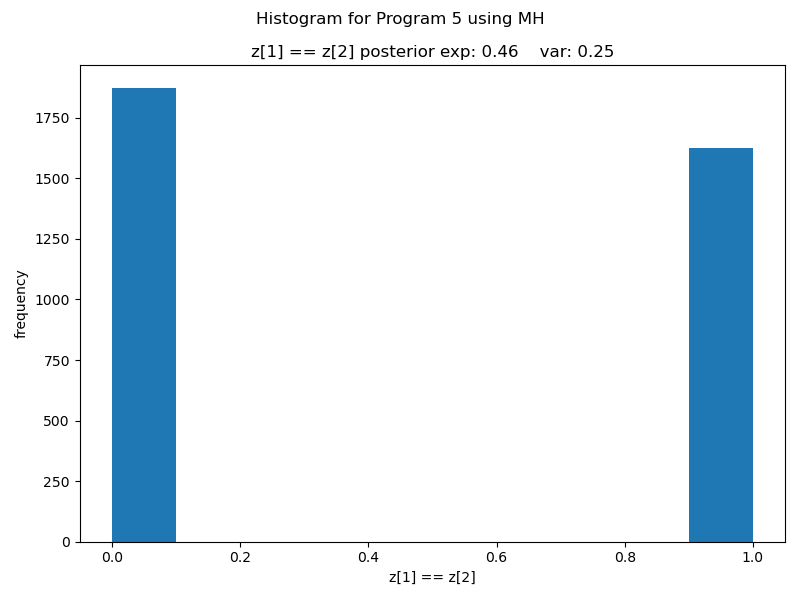 Histogram for Program 5 using MH
z[1] == z[2] posterior exp: 0.46    var: 0.25
1750
1500
1250
1000
750
500
250
0
frequency
0.0 0.2 0.4 0.6 0.8 1.0
z[1] == z[2]